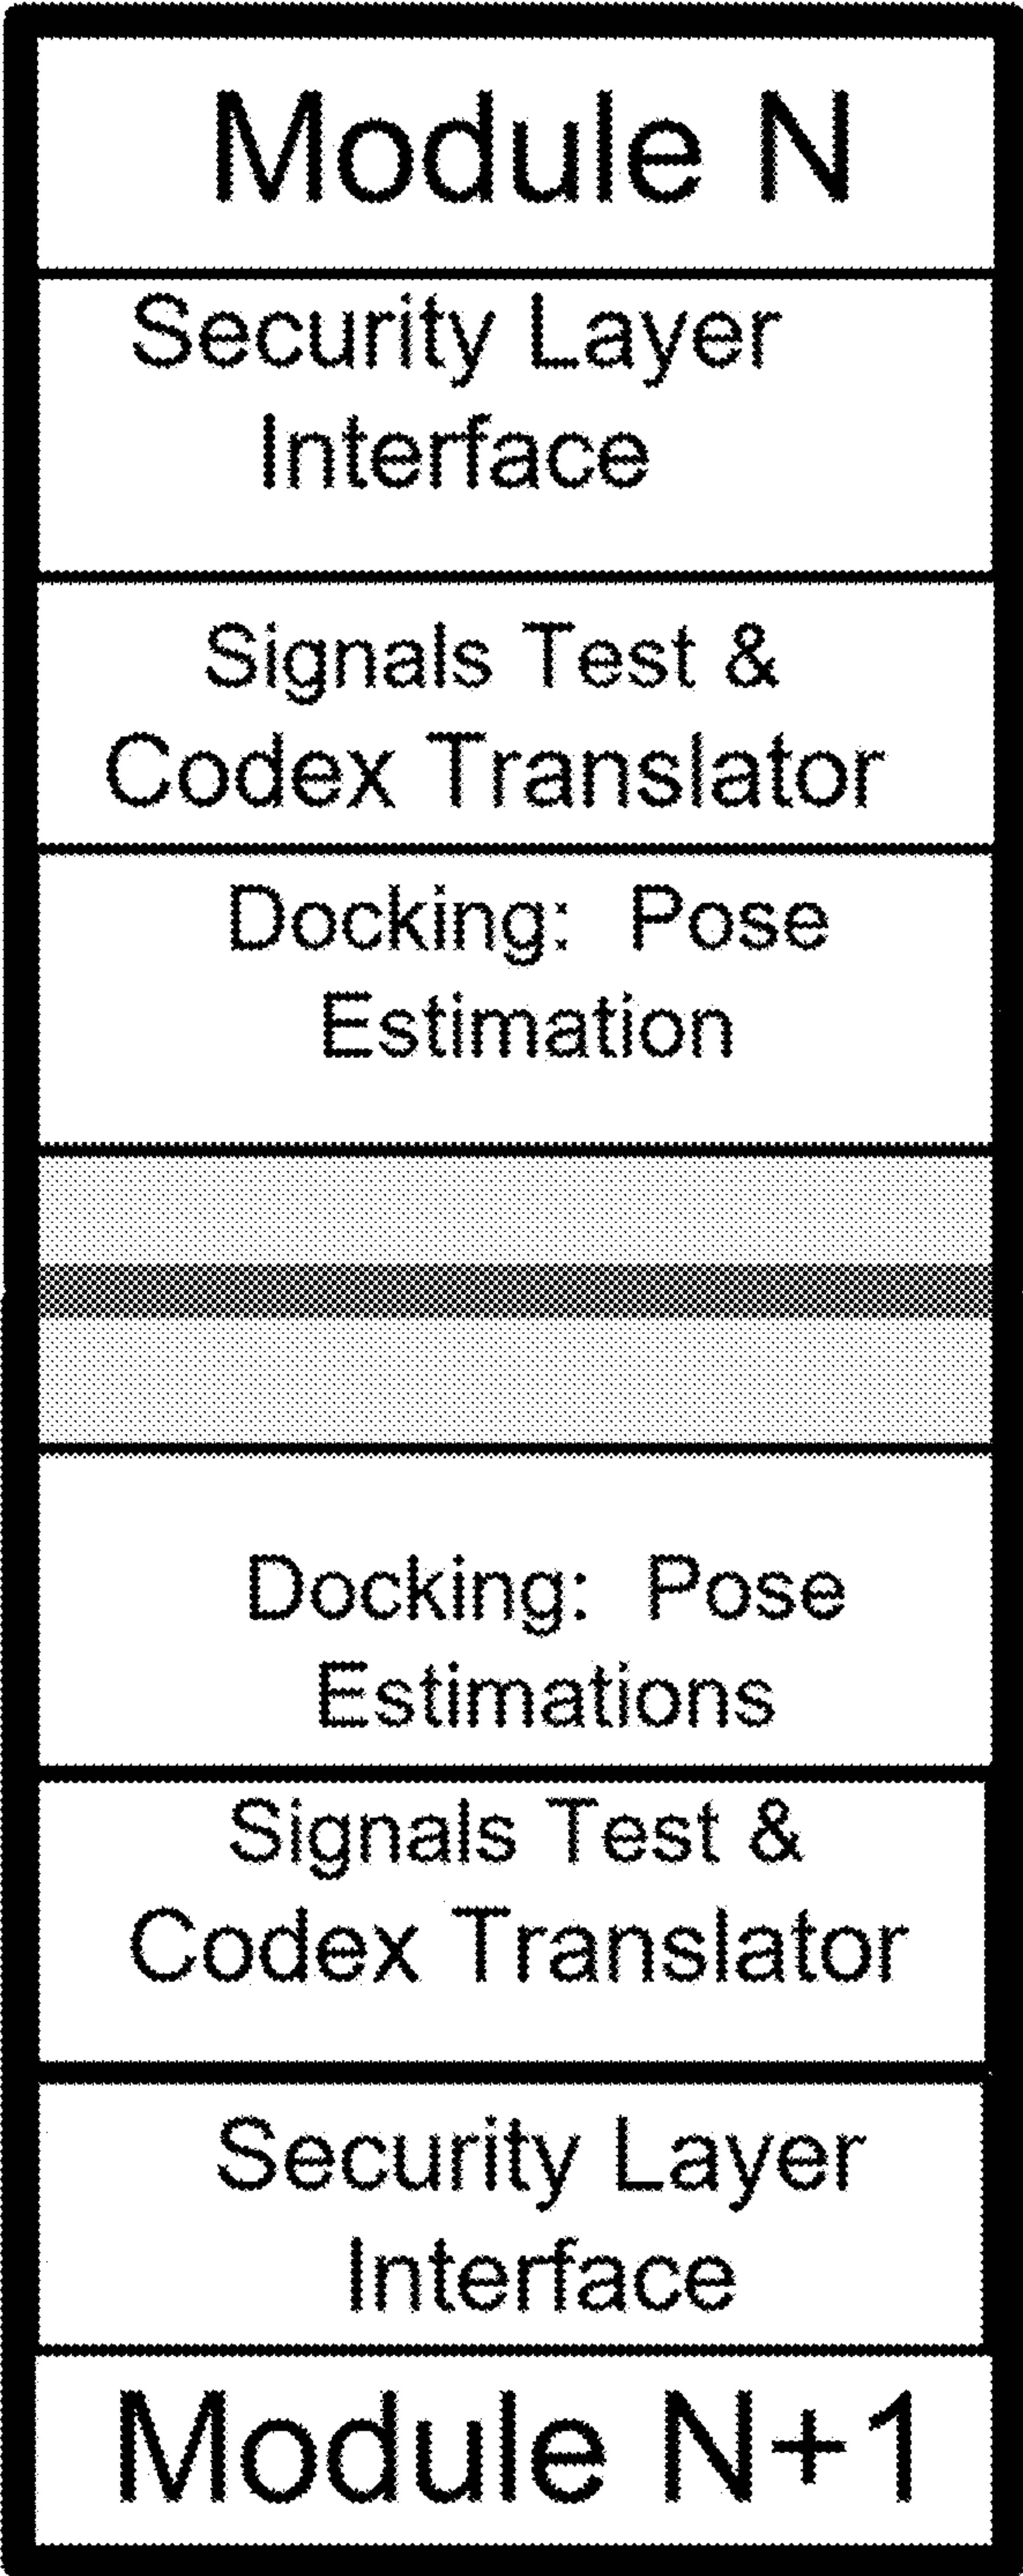 Module N
Security Layer
Interface
Signals Test &
Codex Translator
Docking: Pose
Estimation
Docking: Pose
Estimations
Signals Test &
Codex Translator
Security Layer
Interface
Module N+1